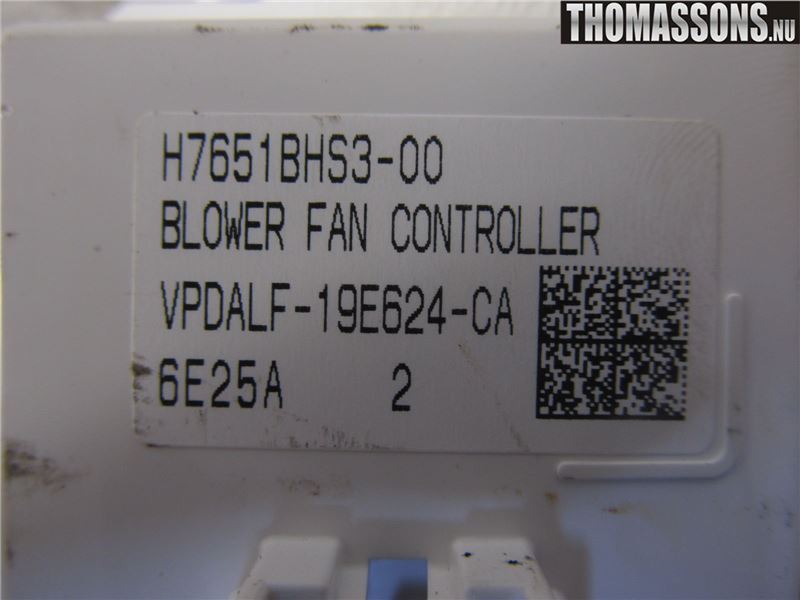 THOMASSONS.NU
H7651BHS3-00
BLOWER FAN CONTROLLER
VPDALF-19E624-CA
6E25A 2